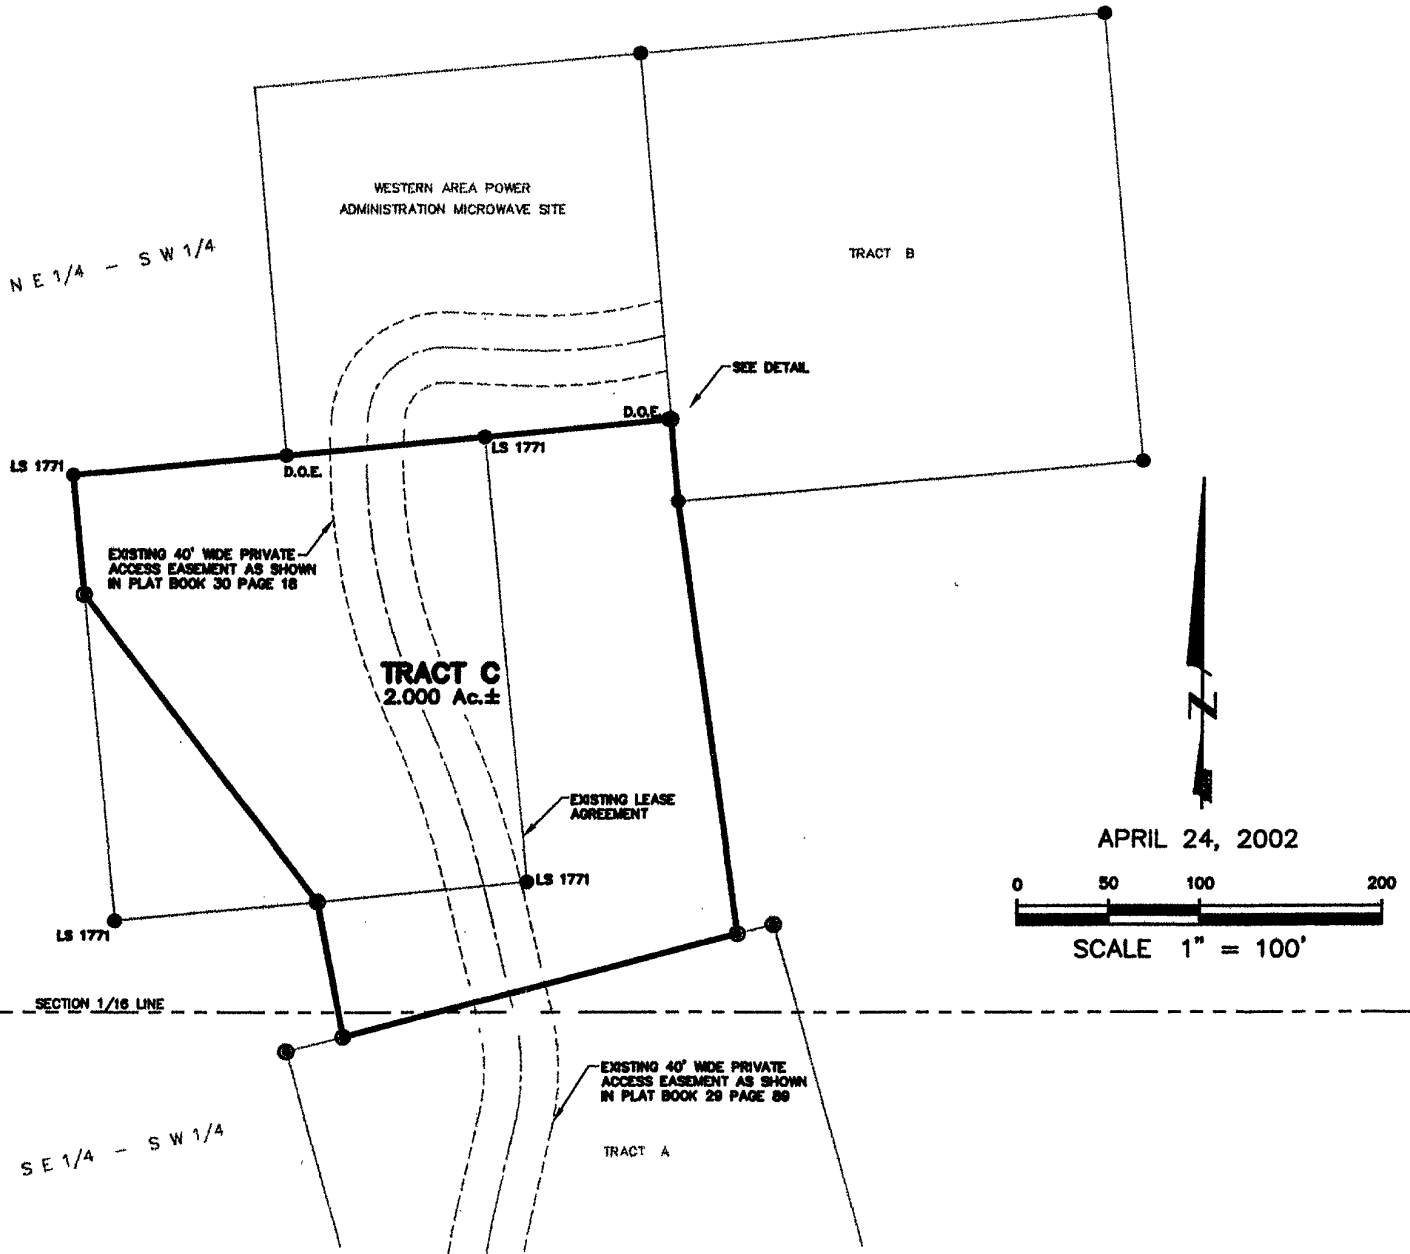 WESTERN AREA POWER
ADMINISTRATION MICROWAVE SITE
TRACT B
N E 1/4 - S W 1/4
SEE DETAIL
D.O.E.
LS 1771
LS 1771
D.O.E.
EXISTING 40' WIDE PRIVATE
ACCESS EASEMENT AS SHOWN
IN PLAT BOOK 30 PAGE 18
TRACT C
2.000 Ac.±
N
EXISTING LEASE
AGREEMENT
APRIL 24, 2002
LS 1771
0 50 100 200
LS 1771
SCALE 1" = 100'
SECTION 1/16 LINE
EXISTING 40' WIDE PRIVATE
ACCESS EASEMENT AS SHOWN
IN PLAT BOOK 29 PAGE 89
S E 1/4 - S W 1/4
TRACT A